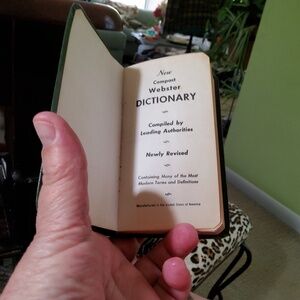 New
Compact
Webster
DICTIONARY
Compiled by
Leading Authorities
Newly Revised
Containing Many of the Most
Modern Terms and Definitions
Manufactured in the United States of America